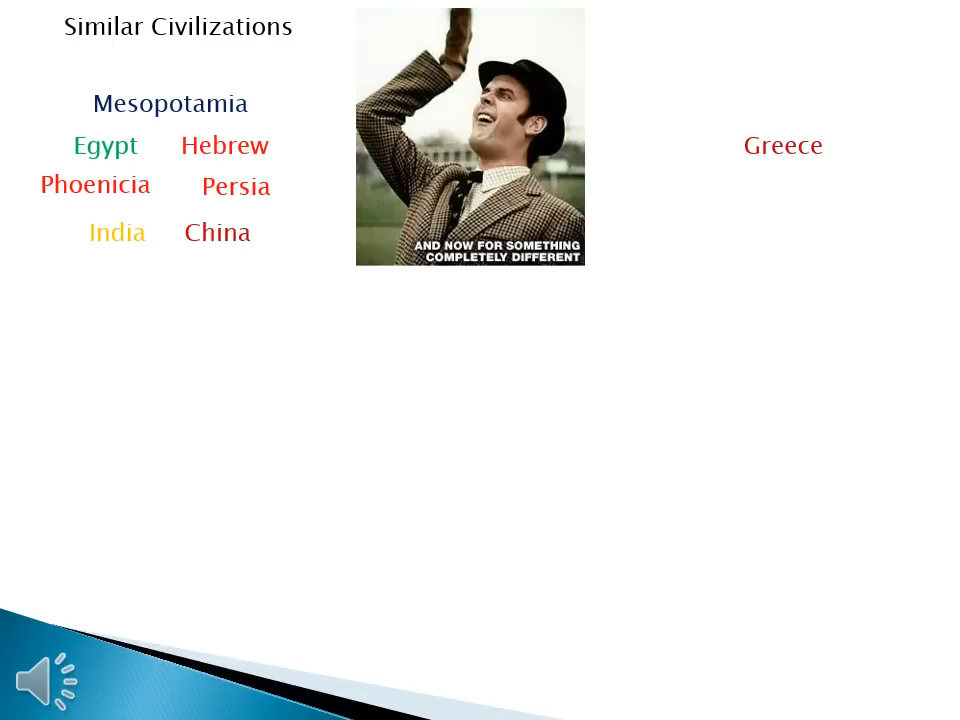 Similar Civilizations
Mesopotamia
Egypt Hebrew
Phoenicia Persia
India China
AND NOW FOR SOMETHING
COMPLETELY DIFFERENT
Greece